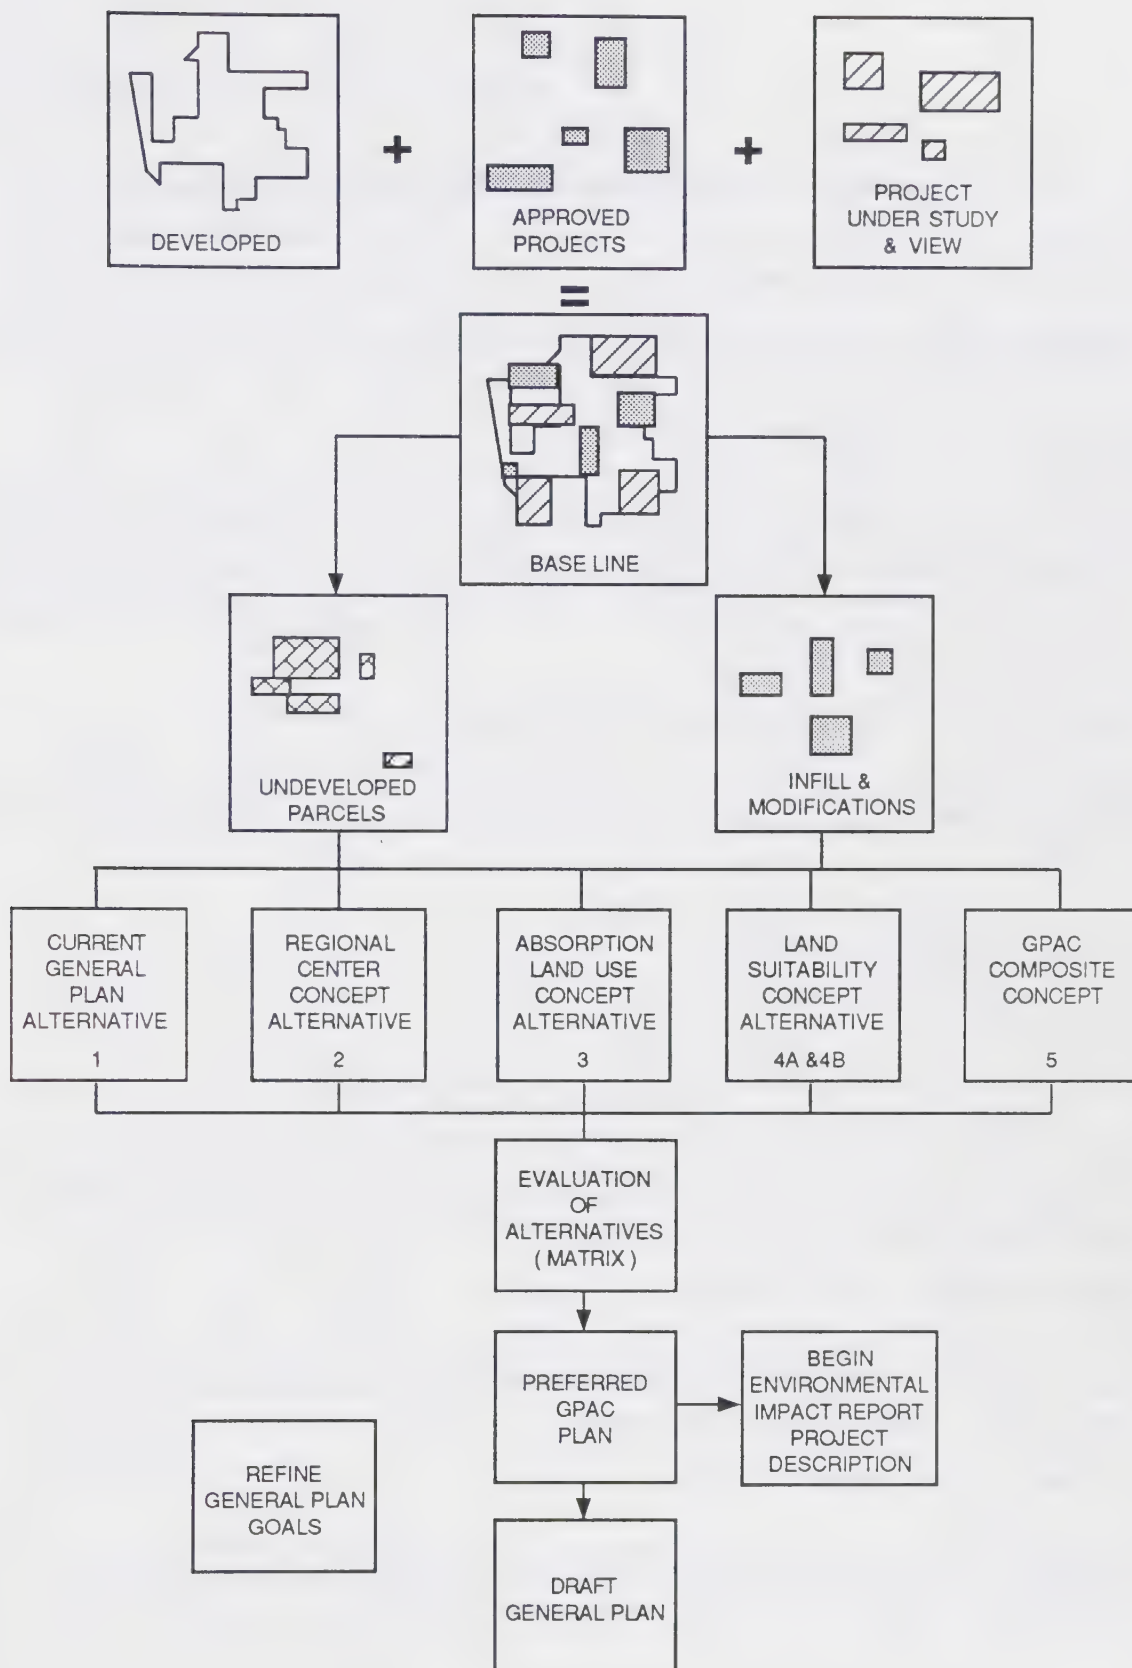 DEVELOPED
+
APPROVED
PROJECTS
+
PROJECT
UNDER STUDY
& VIEW
=
BASE LINE
UNDEVELOPED
PARCELS
INFILL &
MODIFICATIONS
CURRENT
GENERAL
PLAN
ALTERNATIVE
1
REGIONAL
CENTER
CONCEPT
ALTERNATIVE
2
ABSORPTION
LAND USE
CONCEPT
ALTERNATIVE
3
LAND
SUITABILITY
CONCEPT
ALTERNATIVE
4A &4B
GPAC
COMPOSITE
CONCEPT
5
EVALUATION
OF
ALTERNATIVES
( MATRIX )
PREFERRED
GPAC
PLAN
BEGIN
ENVIRONMENTAL
IMPACT REPORT
PROJECT
DESCRIPTION
REFINE
GENERAL PLAN
GOALS
DRAFT
GENERAL PLAN